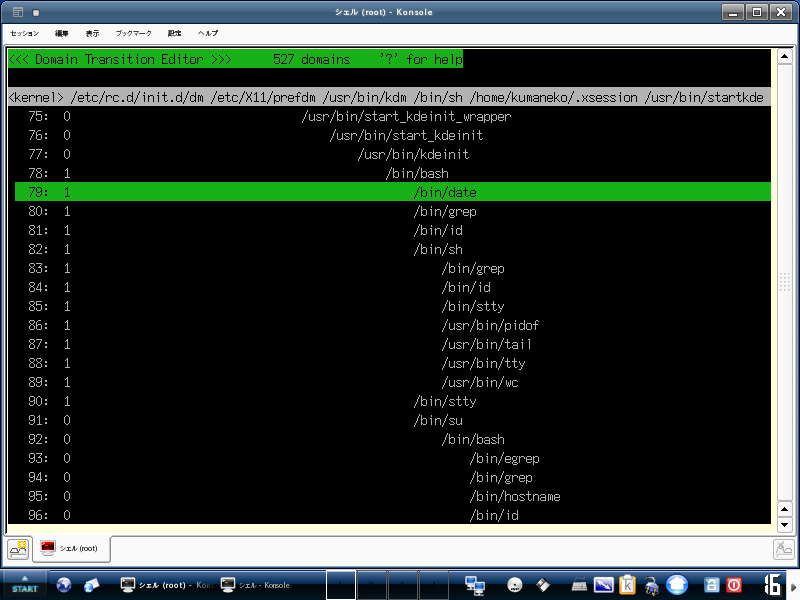 シェル (root) - Konsole
セッション 編集 表示 ブックマーク 設定 ヘルプ
<<< Domain Transition Editor >>> 527 domains '?' for help
<kernel> /etc/rc.d/init.d/dm /etc/X11/prefdm /usr/bin/kdm /bin/sh /home/kumaneko/.xsession /usr/bin/startkde
75: 0 /usr/bin/start_kdeinit_wrapper
76: 0 /usr/bin/start_kdeinit
77: 0 /usr/bin/kdeinit
78: 1 /bin/bash
79: 1 /bin/date
80: 1 /bin/grep
81: 1 /bin/id
82: 1 /bin/sh
83: 1 /bin/grep
84: 1 /bin/id
85: 1 /bin/stty
86: 1 /usr/bin/pidof
87: 1 /usr/bin/tail
88: 1 /usr/bin/tty
89: 1 /usr/bin/wc
90: 1 /bin/stty
91: 0 /bin/su
92: 0 /bin/bash
93: 0 /bin/egrep
94: 0 /bin/grep
95: 0 /bin/hostname
96: 0 /bin/id
シェル (root)
START シェル (root) - Kon シェル - Konsole